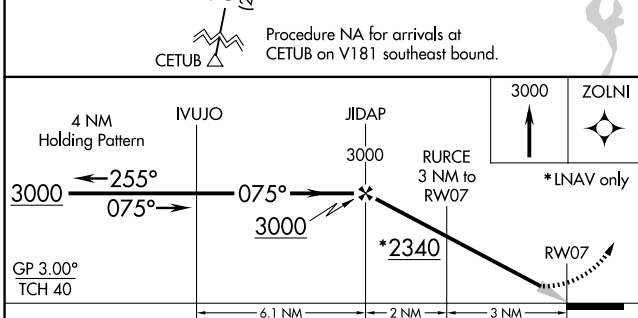 Procedure NA for arrivals at
CETUB on V181 southeast bound.
CETUB
3000
ZOLNI
4 NM
Holding Pattern
IVUJO
JIDAP
3000
RURCE
3 NM to
RW07
*LNAV only
3000
255°
075°
075°
3000
*2340
RW07
GP 3.00°
TCH 40
6.1 NM
2 NM
3 NM